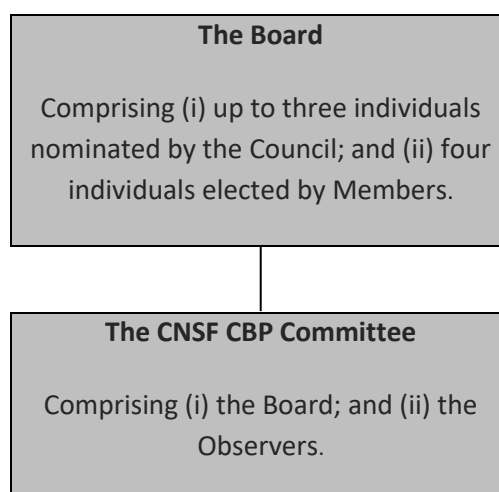 The Board
Comprising (i) up to three individuals
nominated by the Council; and (ii) four
individuals elected by Members.
The CNSF CBP Committee
Comprising (i) the Board; and (ii) the
Observers.